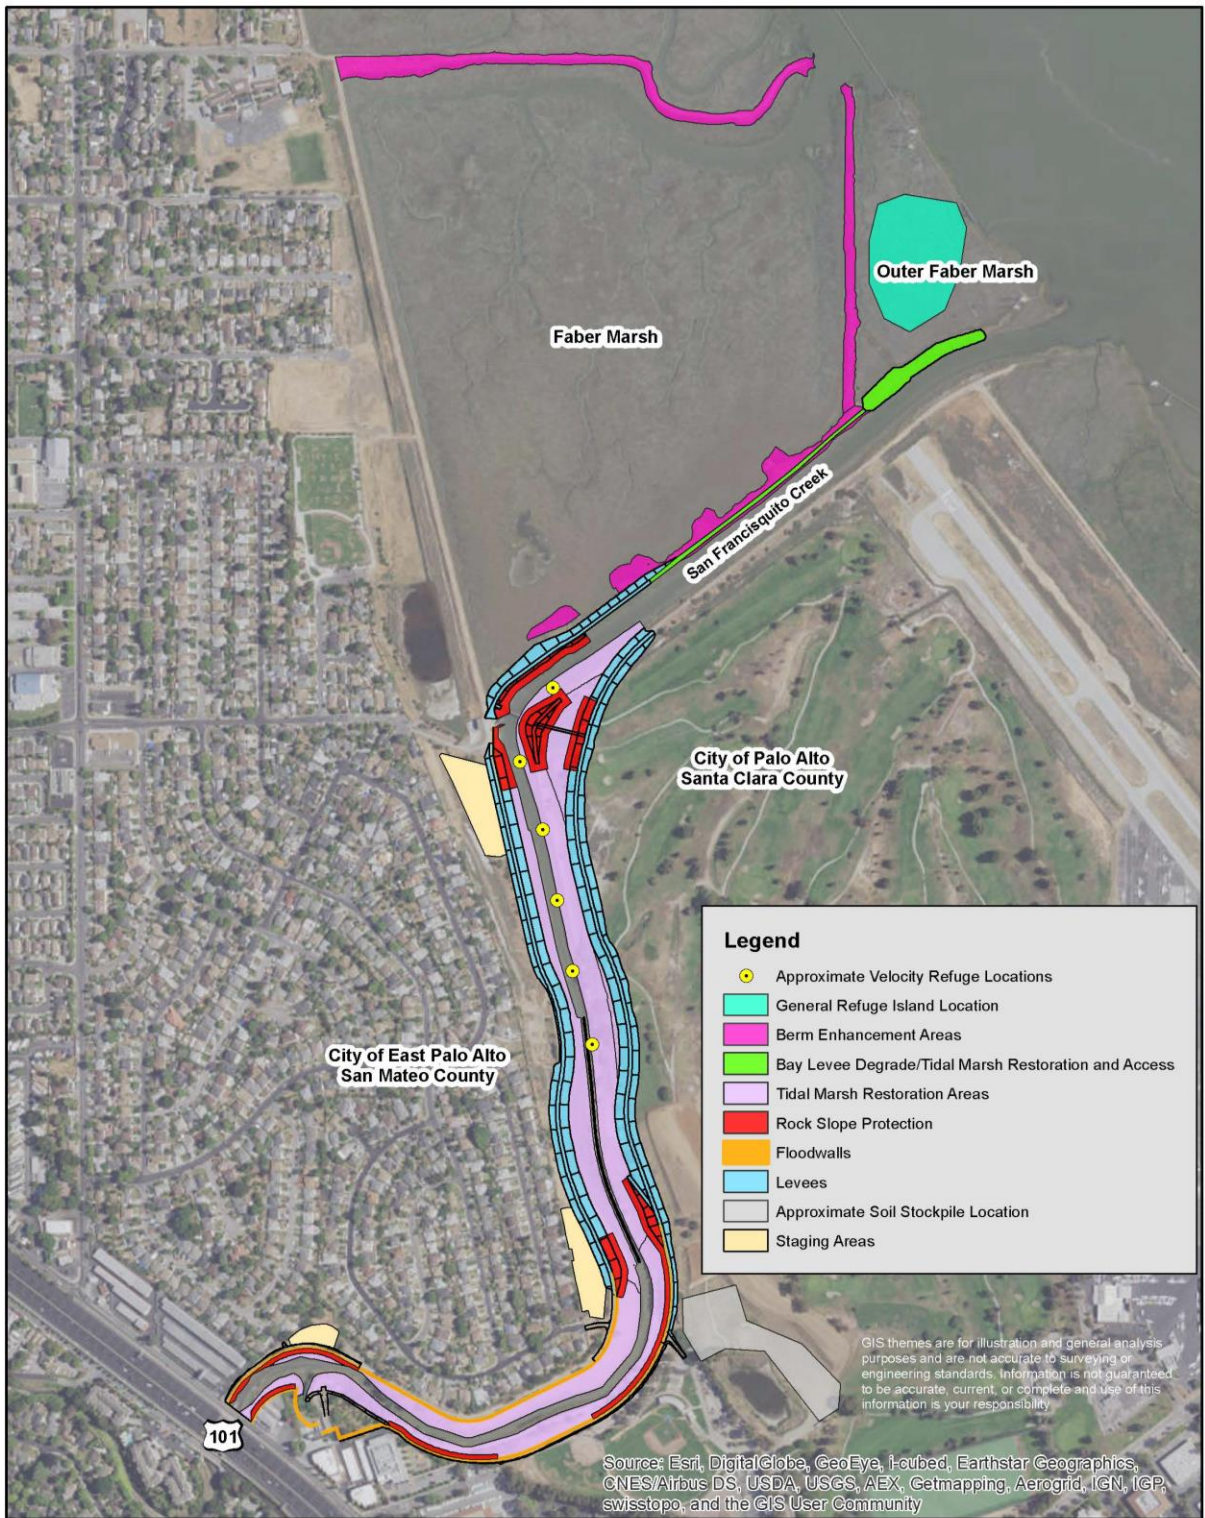 Outer Faber Marsh
Faber Marsh
San Francisquito Creek
City of Palo Alto
Santa Clara County
City of East Palo Alto
San Mateo County
Legend
Approximate Velocity Refuge Locations
General Refuge Island Location
Berm Enhancement Areas
Bay Levee Degrade/Tidal Marsh Restoration and Access
Tidal Marsh Restoration Areas
Rock Slope Protection
Floodwalls
Levees
Approximate Soil Stockpile Location
Staging Areas
GIS themes are for illustration and general analysis
purposes and are not accurate to surveying or
engineering standards. Information is not guaranteed
to be accurate, current, or complete and use of this
information is your responsibility
101
Source: Esri, DigitalGlobe, GeoEye, i-cubed, Earthstar Geographics,
CNES/Airbus DS, USDA, USGS, AEX, Getmapping, Aerogrid, IGN, IGP,
swisstopo, and the GIS User Community